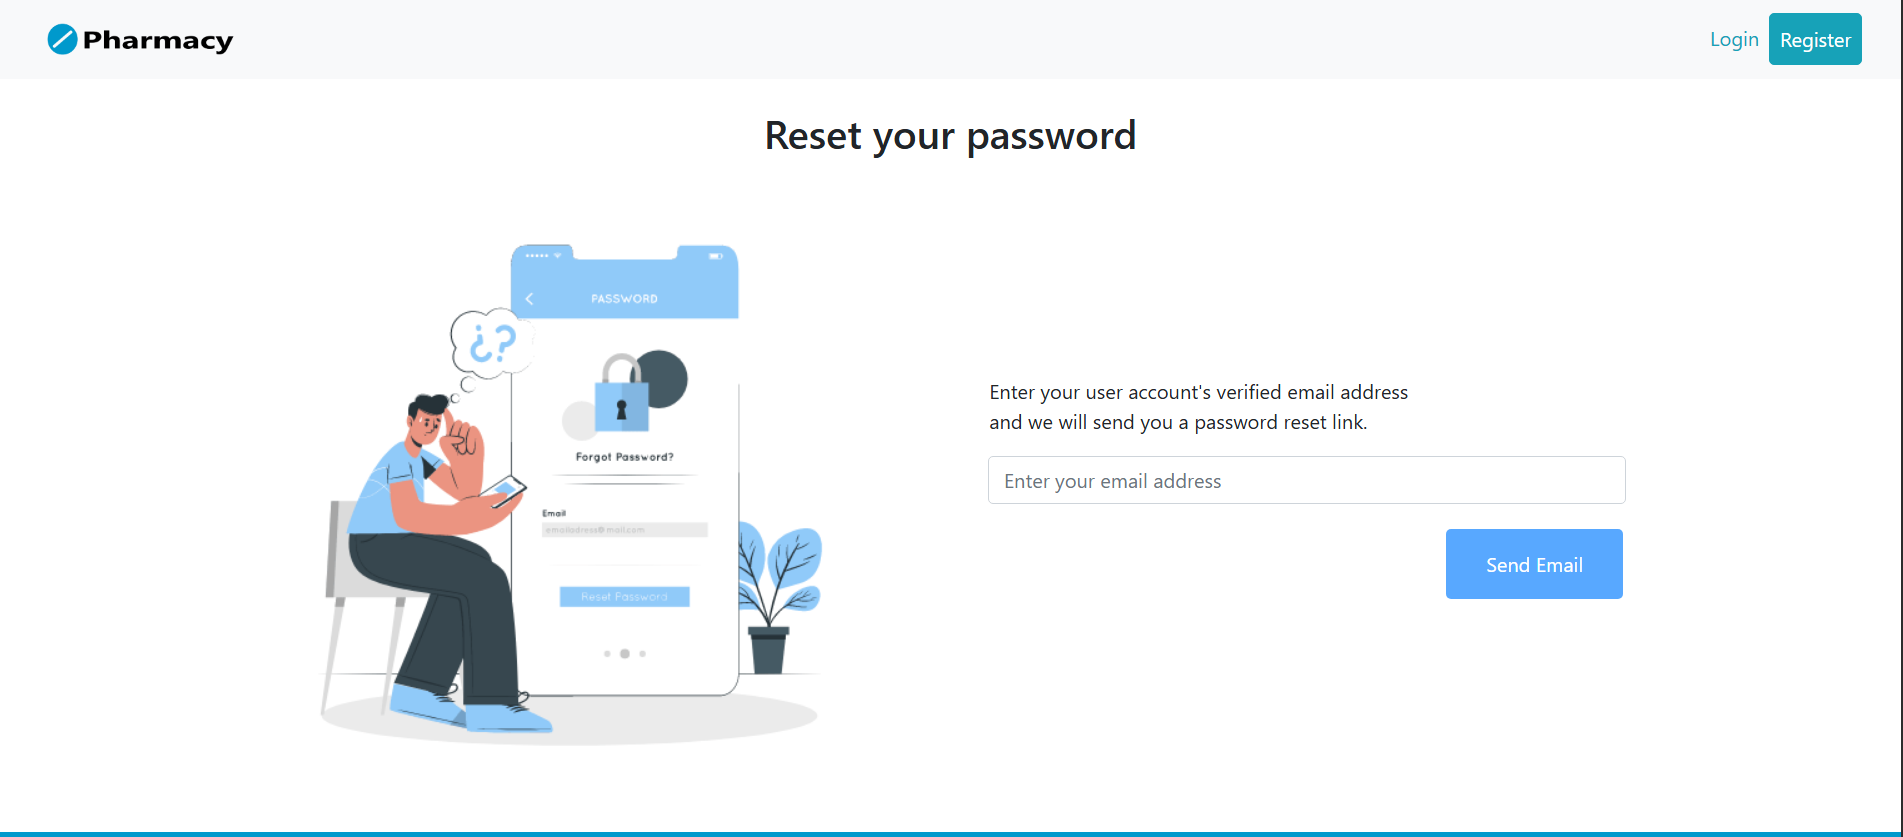 Pharmacy
Login
Register
Reset your password
PASSWORD
¿?
Forgot Password?
Email
emailadress@mail.com
Reset Password
Enter your user account's verified email address
and we will send you a password reset link.
Enter your email address
Send Email